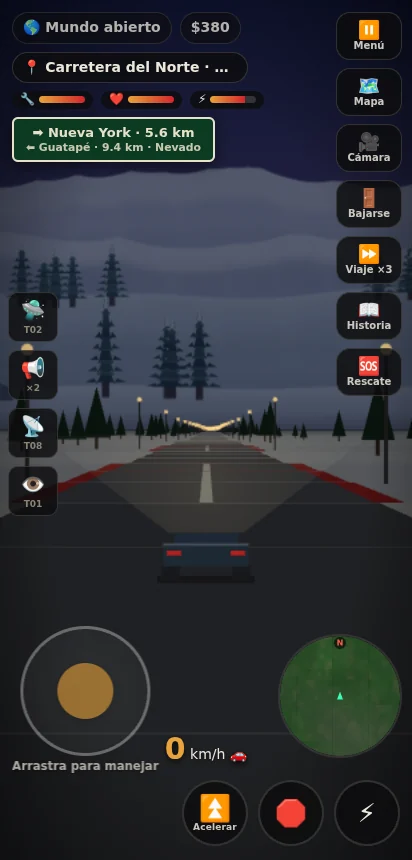 Mundo abierto
$380
Menú
Carretera del Norte · ...
Mapa
➡ Nueva York · 5.6 km
⬅ Guatapé · 9.4 km · Nevado
Cámara
Bajarse
Viaje ×3
T02
Historia
×2
SOS
Rescate
T08
T01
N
0 km/h
Arrastra para manejar
Acelerar